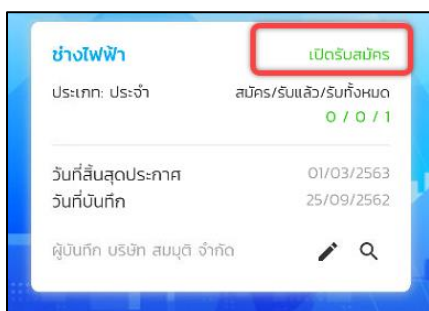 ช่างไฟฟ้า เปิดรับสมัคร
ประเภท: ประจำ สมัคร/รับแล้ว/รับทั้งหมด
0 / 0 / 1
วันที่สิ้นสุดประกาศ 01/03/2563
วันที่บันทึก 25/09/2562
ผู้บันทึก บริษัท สมมุติ จำกัด